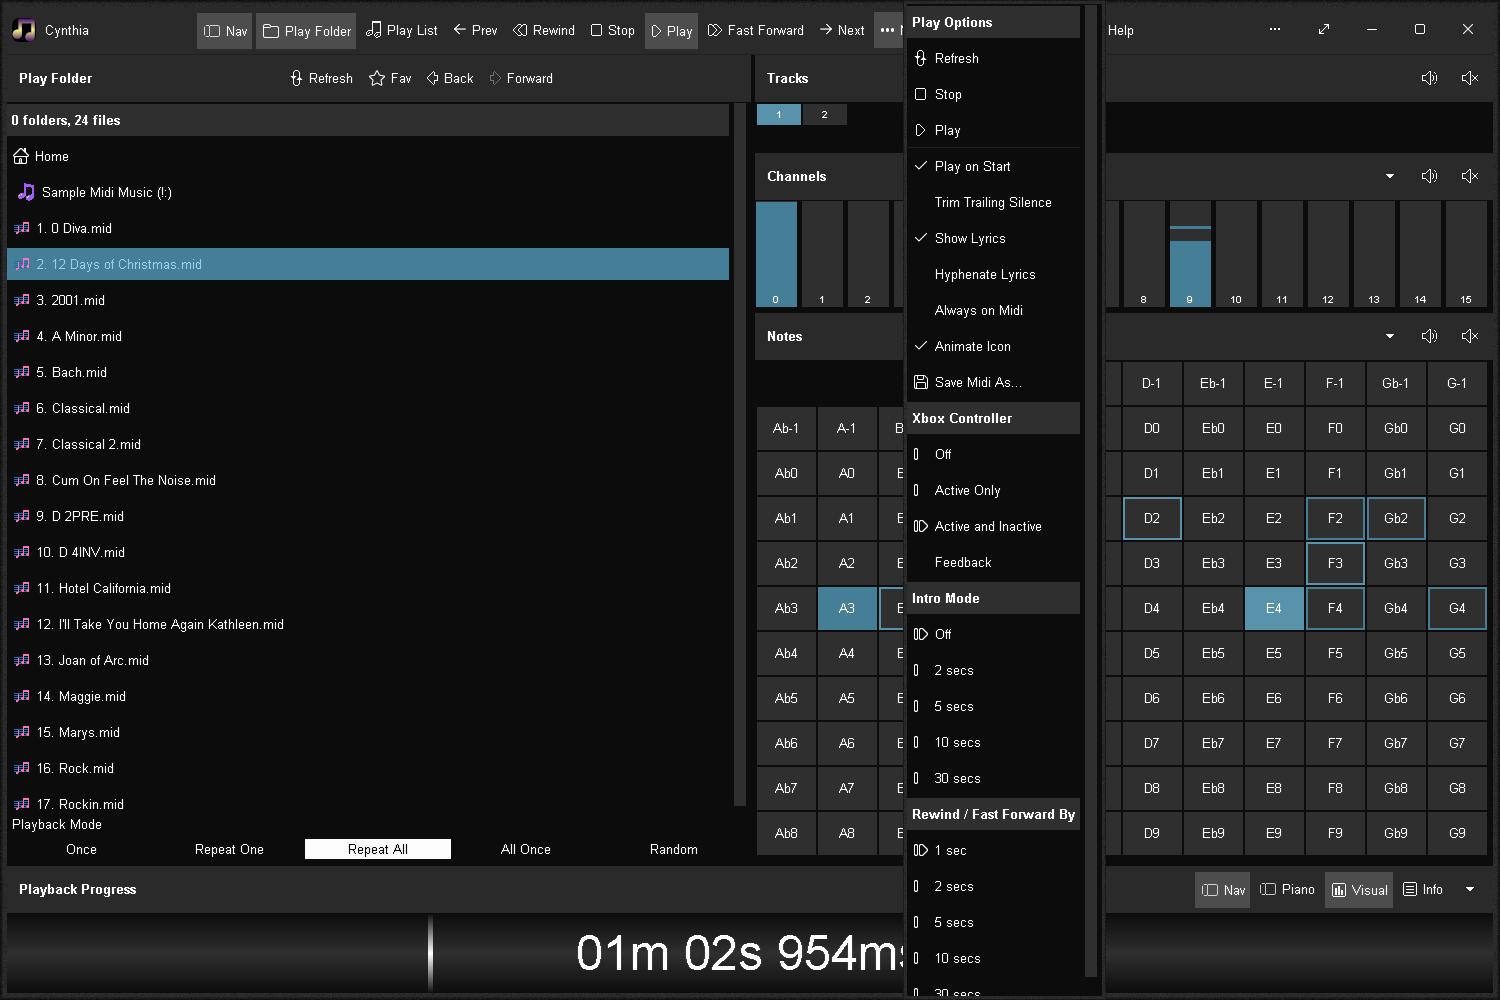 Cynthia
Nav
Play Folder
Play List
Prev
Rewind
Stop
Play
Fast Forward
Next
Help
Play Folder
Refresh
Fav
Back
Forward
0 folders, 24 files
Home
Sample Midi Music (!:)
1. 0 Diva.mid
2. 12 Days of Christmas.mid
3. 2001.mid
4. A Minor.mid
5. Bach.mid
6. Classical.mid
7. Classical 2.mid
8. Cum On Feel The Noise.mid
9. D 2PRE.mid
10. D 4INV.mid
11. Hotel California.mid
12. I'll Take You Home Again Kathleen.mid
13. Joan of Arc.mid
14. Maggie.mid
15. Marys.mid
16. Rock.mid
17. Rockin.mid
Playback Mode
Once
Repeat One
Repeat All
All Once
Random
Tracks
1 2
Channels
0 1 2
8 9 10 11 12 13 14 15
Notes
D-1 Eb-1 E-1 F-1 Gb-1 G-1
Ab-1 A-1
D0 Eb0 E0 F0 Gb0 G0
Ab0 A0
D1 Eb1 E1 F1 Gb1 G1
Ab1 A1
D2 Eb2 E2 F2 Gb2 G2
Ab2 A2
D3 Eb3 E3 F3 Gb3 G3
Ab3 A3
D4 Eb4 E4 F4 Gb4 G4
Ab4 A4
D5 Eb5 E5 F5 Gb5 G5
Ab5 A5
D6 Eb6 E6 F6 Gb6 G6
Ab6 A6
D7 Eb7 E7 F7 Gb7 G7
Ab7 A7
D8 Eb8 E8 F8 Gb8 G8
Ab8 A8
D9 Eb9 E9 F9 Gb9 G9
Play Options
Refresh
Stop
Play
Play on Start
Trim Trailing Silence
Show Lyrics
Hyphenate Lyrics
Always on Midi
Animate Icon
Save Midi As...
Xbox Controller
Off
Active Only
Active and Inactive
Feedback
Intro Mode
Off
2 secs
5 secs
10 secs
30 secs
Rewind / Fast Forward By
1 sec
2 secs
5 secs
10 secs
30 secs
Playback Progress
Nav
Piano
Visual
Info
01m 02s 954ms